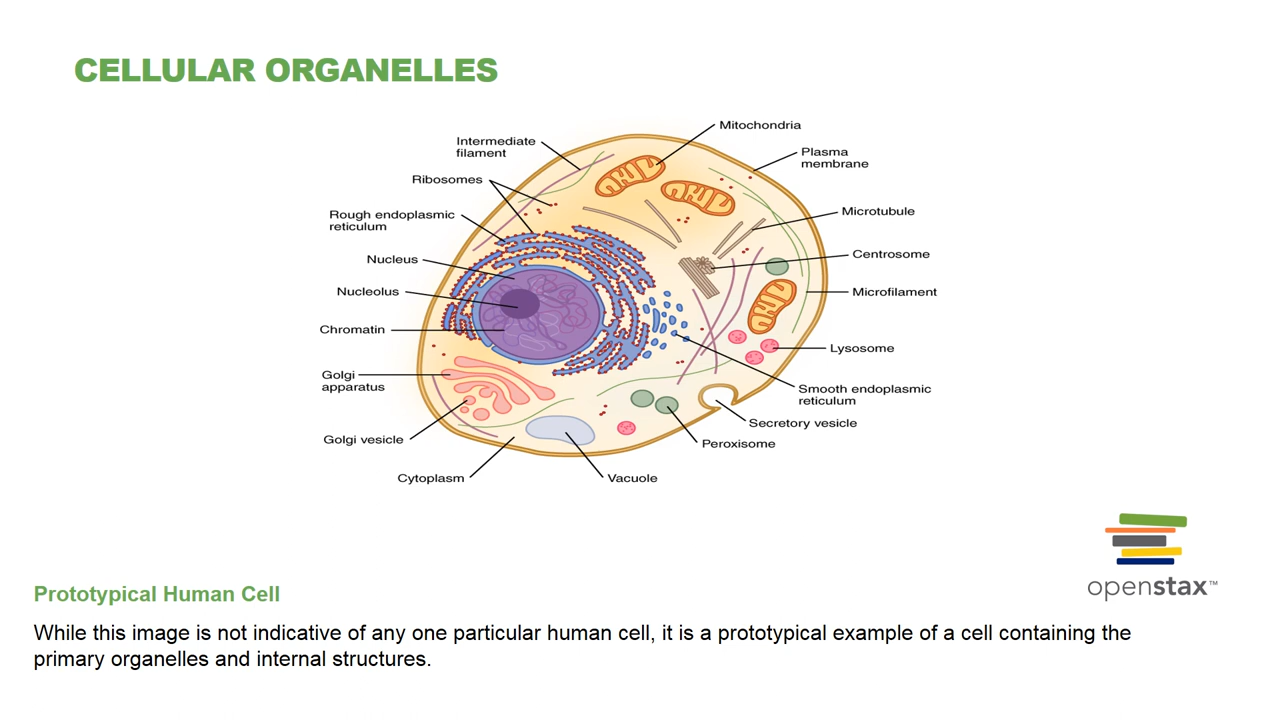 CELLULAR ORGANELLES
Mitochondria
Intermediate
filament
Plasma
membrane
Ribosomes
Rough endoplasmic
reticulum
Microtubule
Nucleus
Centrosome
Nucleolus
Microfilament
Chromatin
Lysosome
Golgi
apparatus
Smooth endoplasmic
reticulum
Secretory vesicle
Golgi vesicle
Peroxisome
Cytoplasm
Vacuole
openstax™
Prototypical Human Cell
While this image is not indicative of any one particular human cell, it is a prototypical example of a cell containing the
primary organelles and internal structures.